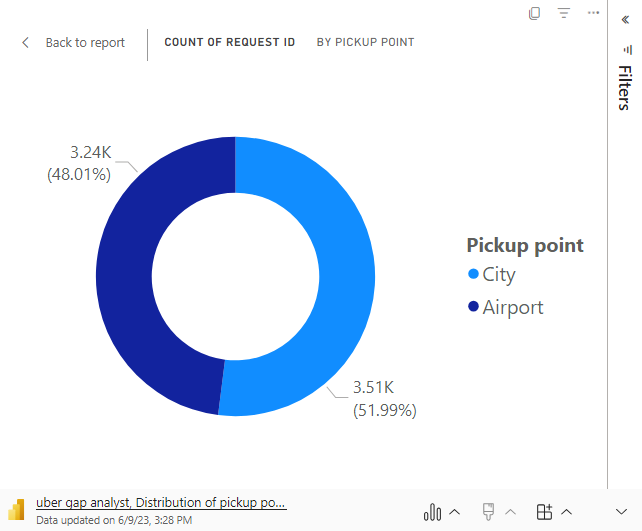 Back to report
COUNT OF REQUEST ID
BY PICKUP POINT
Filters
3.24K
(48.01%)
Pickup point
City
Airport
3.51K
(51.99%)
uber gap analyst, Distribution of pickup po...
Data updated on 6/9/23, 3:28 PM